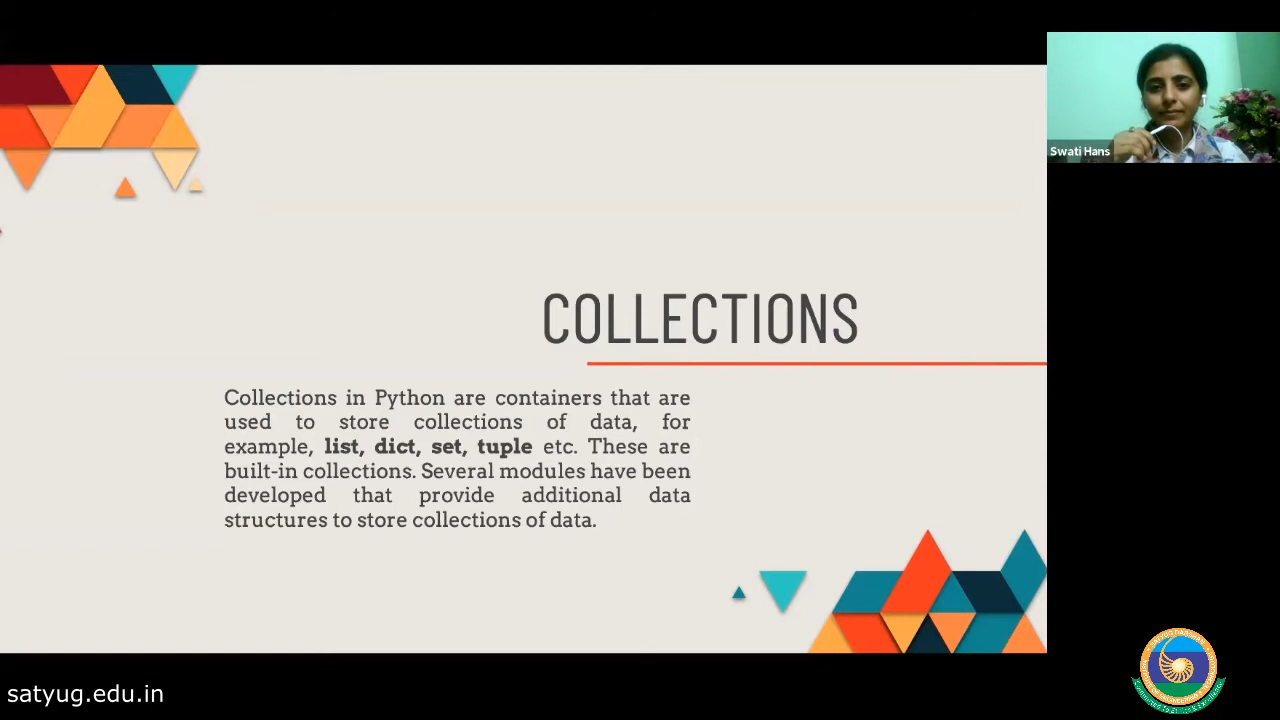 Swati Hans
COLLECTIONS
Collections in Python are containers that are
used to store collections of data, for
example, list, dict, set, tuple etc. These are
built-in collections. Several modules have been
developed that provide additional data
structures to store collections of data.
satyug.edu.in